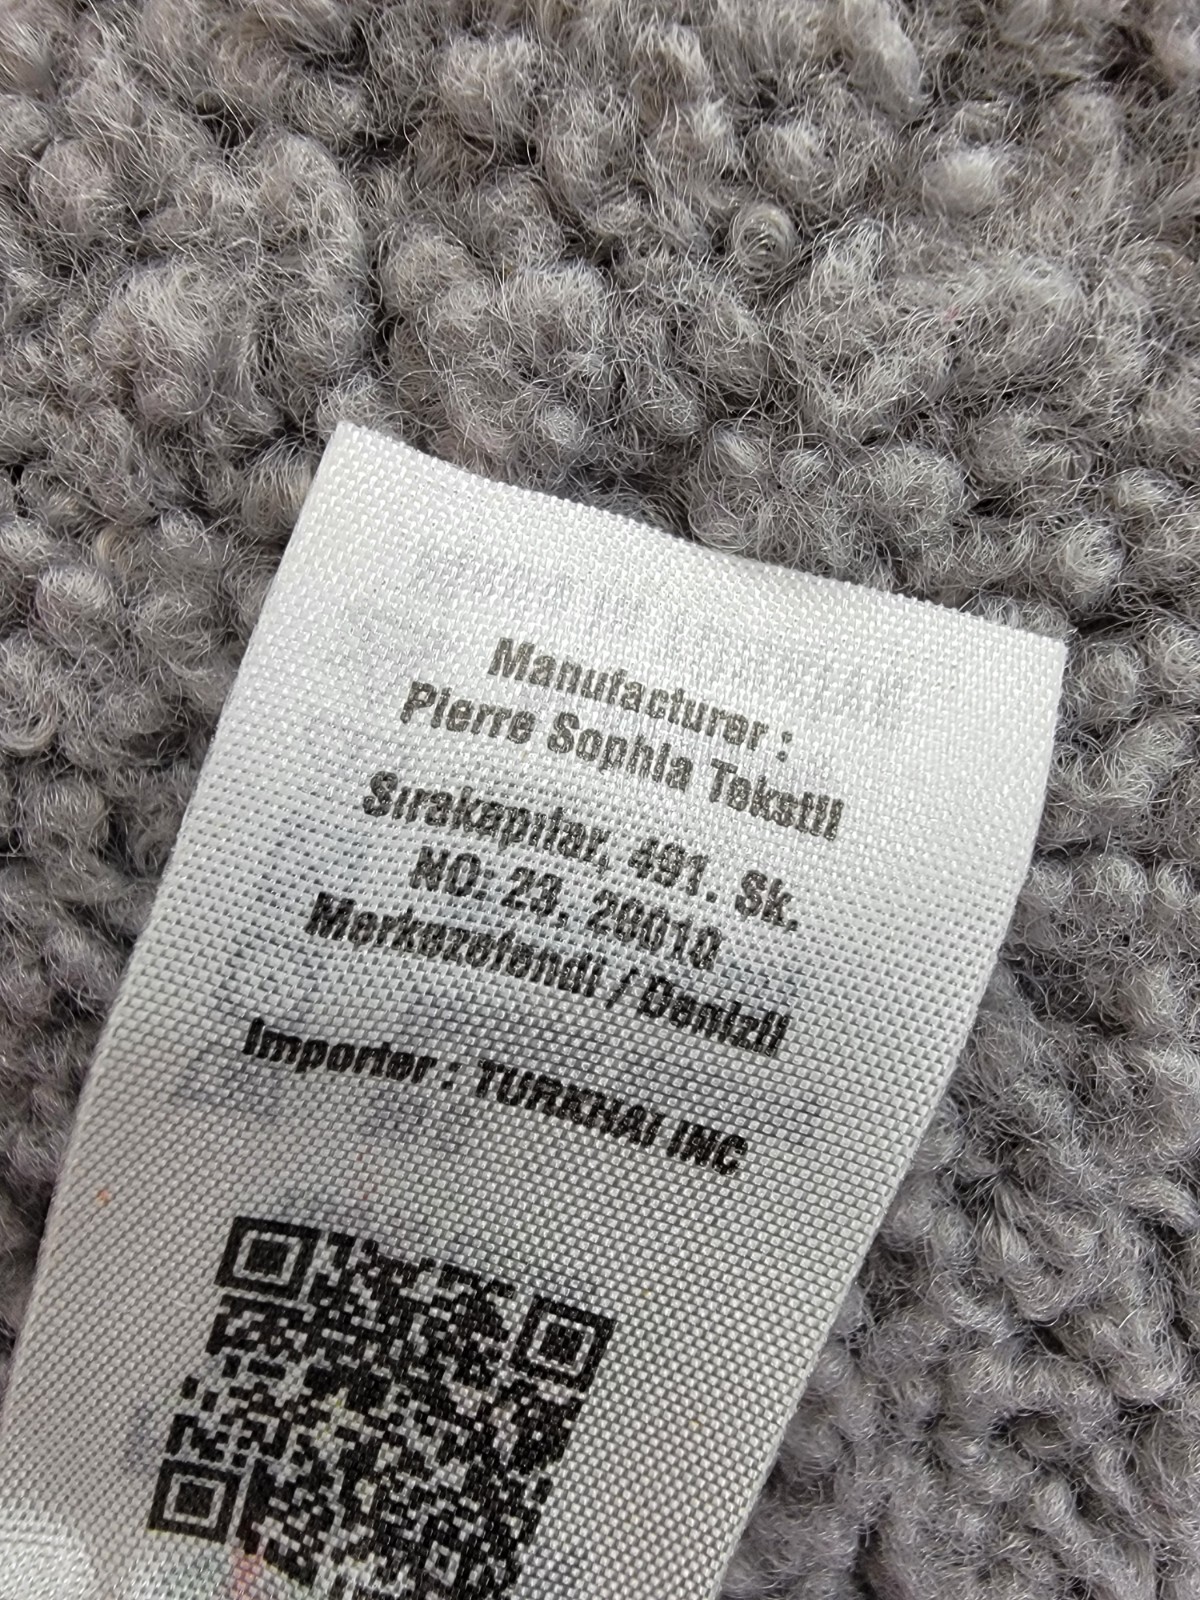 Manufacturer :
Pierre Sophia Tekstil
Sırakapılar, 491. Sk.
NO: 23, 20010
Merkezefendi / Denizli
Importer : TURKHAI INC